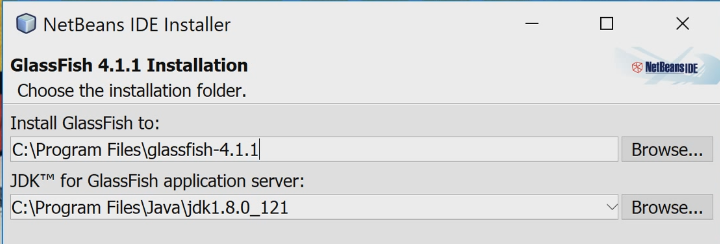 NetBeans IDE Installer
GlassFish 4.1.1 Installation
Choose the installation folder.
NetBeans IDE
Install GlassFish to:
C:\Program Files\glassfish-4.1.1
Browse...
JDK™ for GlassFish application server:
C:\Program Files\Java\jdk1.8.0_121
Browse...